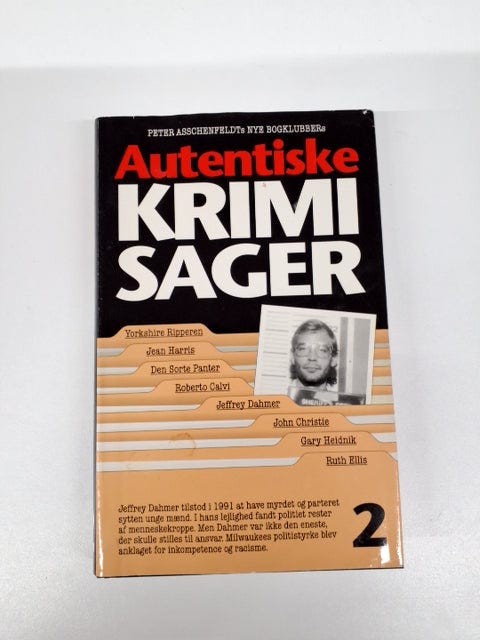 PETER ASSCHENFELDTs NYE BOGKLUBBERs
Autentiske
KRIMI
SAGER
Yorkshire Ripperen
Jean Harris
Den Sorte Panter
Roberto Calvi
Jeffrey Dahmer
John Christie
Gary Heidnik
Ruth Ellis
SHERIFF
Jeffrey Dahmer tilstod i 1991 at have myrdet og parteret
sytten unge mænd. I hans lejlighed fandt politiet rester
af menneskekroppe. Men Dahmer var ikke den eneste,
der skulle stilles til ansvar. Milwaukees politistyrke blev
anklaget for inkompetence og racisme.
2